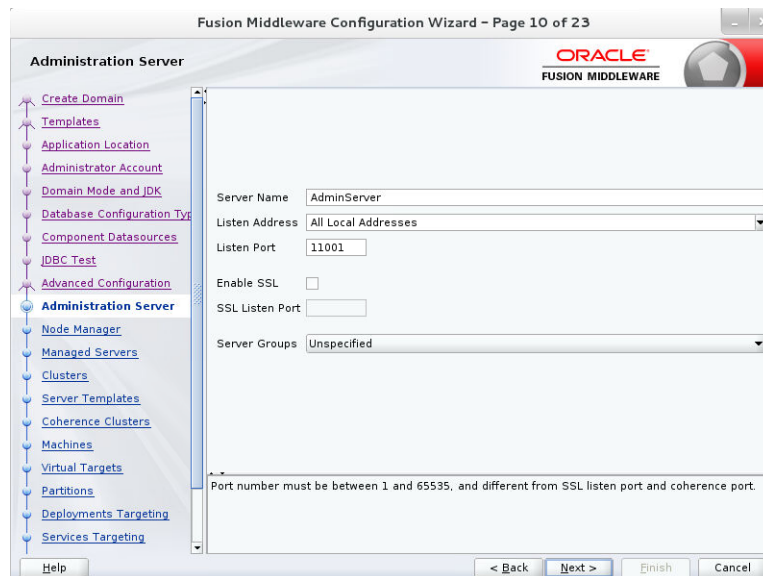 Fusion Middleware Configuration Wizard – Page 10 of 23
Administration Server
ORACLE
FUSION MIDDLEWARE
Create Domain
Templates
Application Location
Administrator Account
Domain Mode and JDK
Database Configuration Typ
Component Datasources
JDBC Test
Advanced Configuration
Administration Server
Node Manager
Managed Servers
Clusters
Server Templates
Coherence Clusters
Machines
Virtual Targets
Partitions
Deployments Targeting
Services Targeting
Server Name AdminServer
Listen Address All Local Addresses
Listen Port 11001
Enable SSL
SSL Listen Port
Server Groups Unspecified
Port number must be between 1 and 65535, and different from SSL listen port and coherence port.
Help < Back Next > Finish Cancel